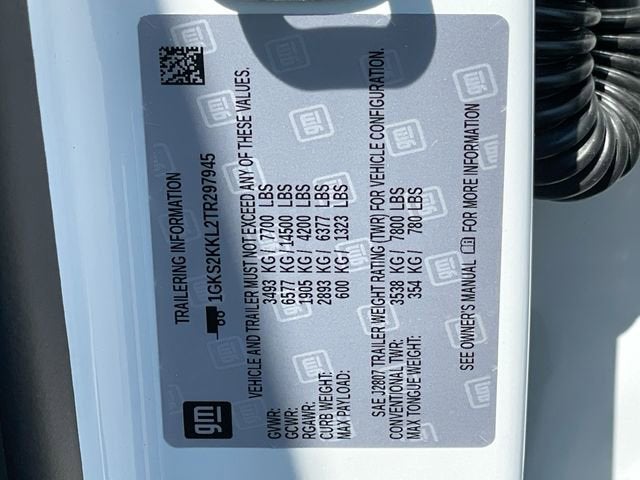 gm
TRAILERING INFORMATION
1GKS2KKL2TR297945
VEHICLE AND TRAILER MUST NOT EXCEED ANY OF THESE VALUES.
GVWR: 3493 KG / 7700 LBS
GCWR: 6577 KG / 14500 LBS
RGAWR: 1905 KG / 4200 LBS
CURB WEIGHT: 2893 KG / 6377 LBS
MAX PAYLOAD: 600 KG / 1323 LBS
SAE J2807 TRAILER WEIGHT RATING (TWR) FOR VEHICLE CONFIGURATION.
CONVENTIONAL TWR: 3538 KG / 7800 LBS
MAX TONGUE WEIGHT: 354 KG / 780 LBS
SEE OWNER'S MANUAL FOR MORE INFORMATION